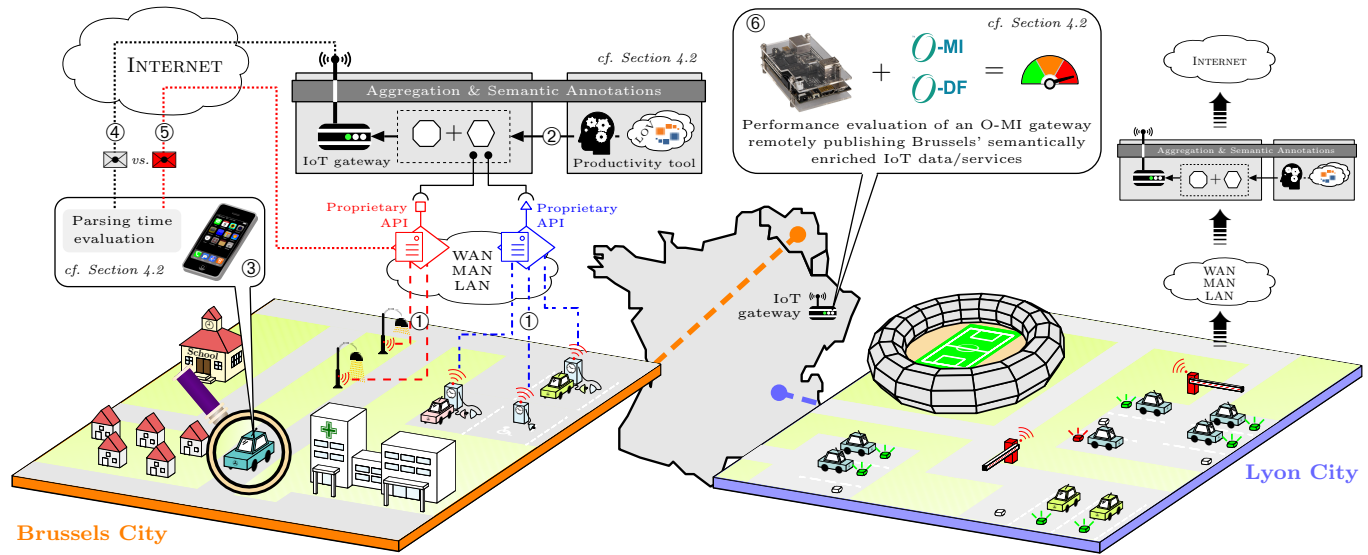 INTERNET
④
⑤
vs.
Parsing time
evaluation
cf. Section 4.2
③
cf. Section 4.2
Aggregation & Semantic Annotations
IoT gateway
+
②
LOV
Productivity tool
Proprietary
API
Proprietary
API
WAN
MAN
LAN
①
①
School
Brussels City
⑥
cf. Section 4.2
+
O-MI
O-DF
=
Performance evaluation of an O-MI gateway
remotely publishing Brussels' semantically
enriched IoT data/services
IoT
gateway
INTERNET
Aggregation & Semantic Annotations
+
LOV
WAN
MAN
LAN
Lyon City